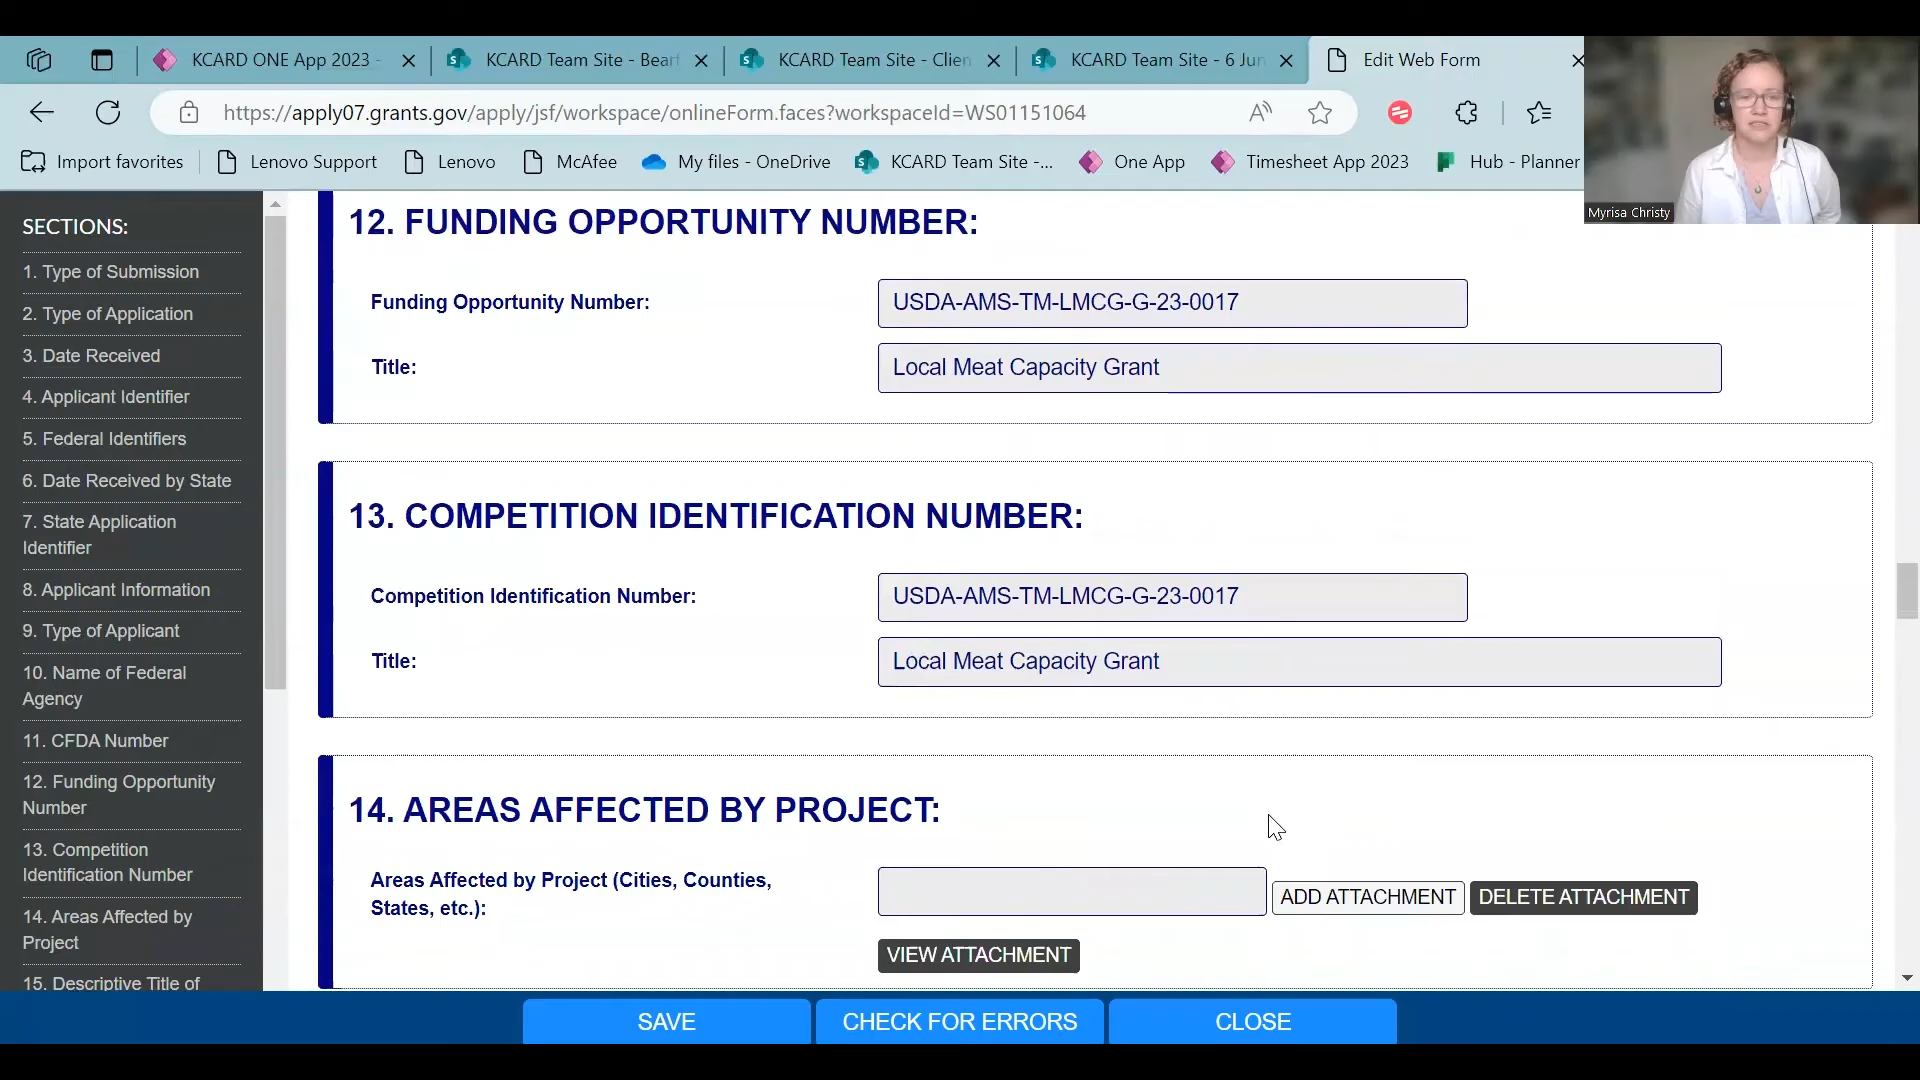 KCARD ONE App 2023 -
KCARD Team Site - Bearf
KCARD Team Site - Clien
KCARD Team Site - 6 Jun
Edit Web Form
https://apply07.grants.gov/apply/jsf/workspace/onlineForm.faces?workspaceId=WS01151064
Import favorites
Lenovo Support
Lenovo
McAfee
My files - OneDrive
KCARD Team Site -...
One App
Timesheet App 2023
Hub - Planner
Myrisa Christy
SECTIONS:
1. Type of Submission
2. Type of Application
3. Date Received
4. Applicant Identifier
5. Federal Identifiers
6. Date Received by State
7. State Application
Identifier
8. Applicant Information
9. Type of Applicant
10. Name of Federal
Agency
11. CFDA Number
12. Funding Opportunity
Number
13. Competition
Identification Number
14. Areas Affected by
Project
15. Descriptive Title of
12. FUNDING OPPORTUNITY NUMBER:
Funding Opportunity Number:
USDA-AMS-TM-LMCG-G-23-0017
Title:
Local Meat Capacity Grant
13. COMPETITION IDENTIFICATION NUMBER:
Competition Identification Number:
USDA-AMS-TM-LMCG-G-23-0017
Title:
Local Meat Capacity Grant
14. AREAS AFFECTED BY PROJECT:
Areas Affected by Project (Cities, Counties,
States, etc.):
ADD ATTACHMENT
DELETE ATTACHMENT
VIEW ATTACHMENT
SAVE
CHECK FOR ERRORS
CLOSE